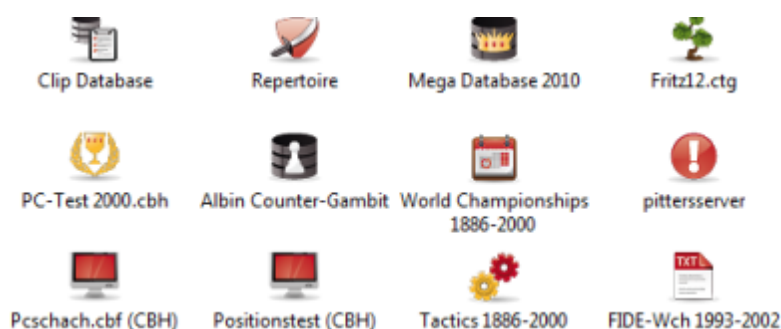 Clip Database
Repertoire
Mega Database 2010
Fritz12.ctg
PC-Test 2000.cbh
Albin Counter-Gambit
World Championships
1886-2000
pittersserver
TXT
Pcschach.cbf (CBH)
Positionstest (CBH)
Tactics 1886-2000
FIDE-Wch 1993-2002